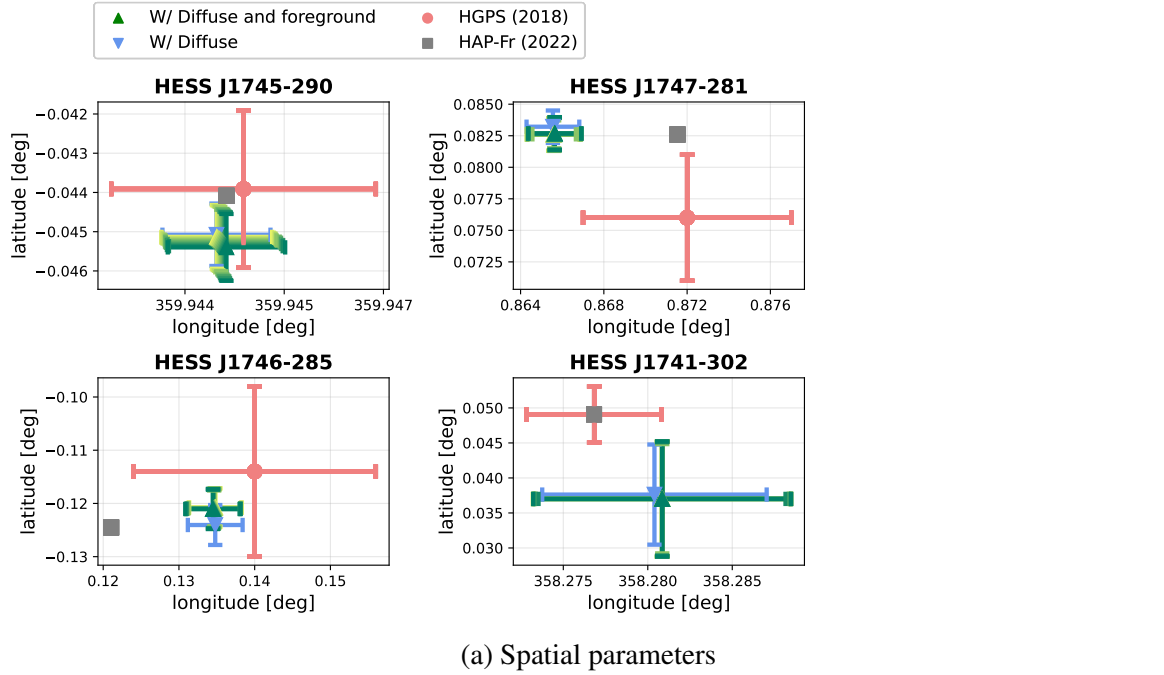 W/ Diffuse and foreground
W/ Diffuse
HGPS (2018)
HAP-Fr (2022)
HESS J1745-290
−0.042
−0.043
−0.044
−0.045
−0.046
latitude [deg]
359.944 359.945 359.947
longitude [deg]
HESS J1747-281
0.0850
0.0825
0.0800
0.0775
0.0750
0.0725
latitude [deg]
0.864 0.868 0.872 0.876
longitude [deg]
HESS J1746-285
−0.10
−0.11
−0.12
−0.13
latitude [deg]
0.12 0.13 0.14 0.15
longitude [deg]
HESS J1741-302
0.050
0.045
0.040
0.035
0.030
latitude [deg]
358.275 358.280 358.285
longitude [deg]
(a) Spatial parameters